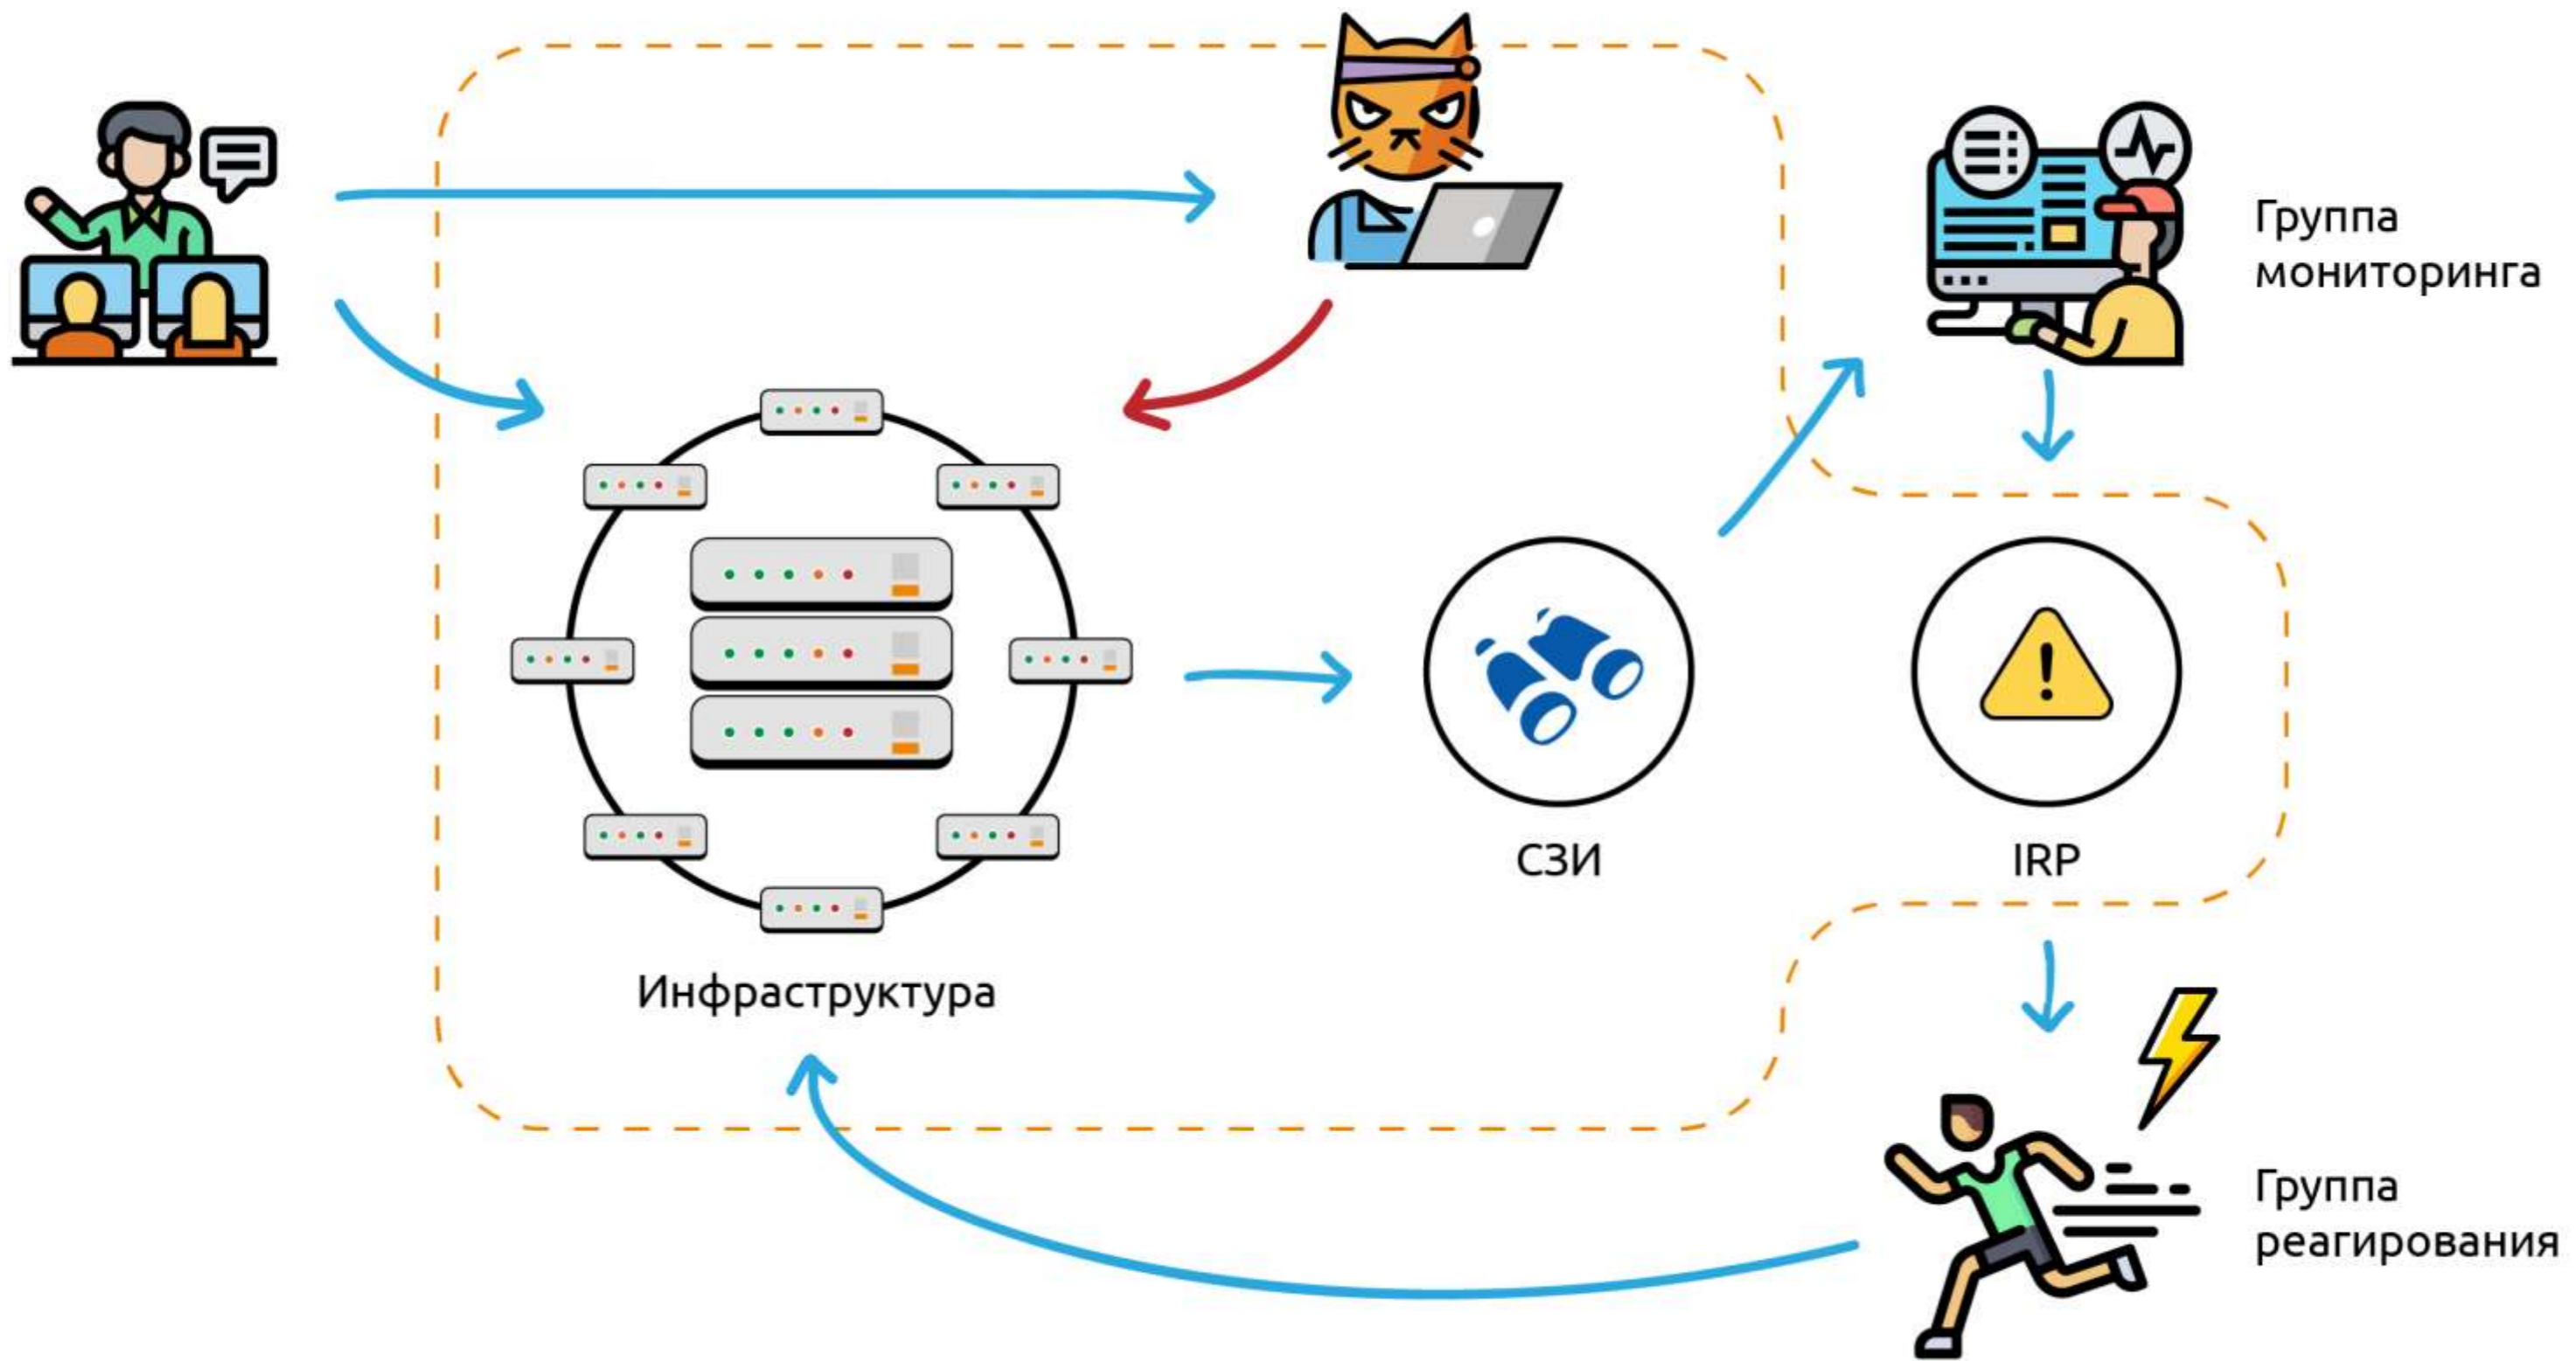 Группа
мониторинга
СЗИ
IRP
Инфраструктура
Группа
реагирования